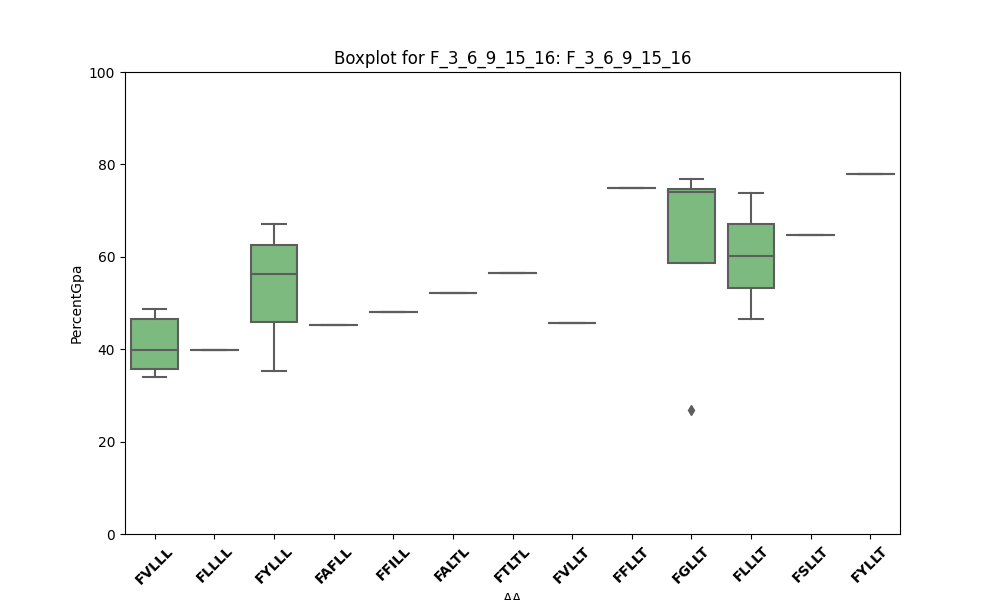 Boxplot for F_3_6_9_15_16: F_3_6_9_15_16
PercentGpa
100
80
60
40
20
0
FVLLL
FLLLL
FYLLL
FAFLL
FFILL
FALTL
FTLTL
FVLLT
FFLLT
FGLLT
FLLLT
FSLLT
FYLLT
AA